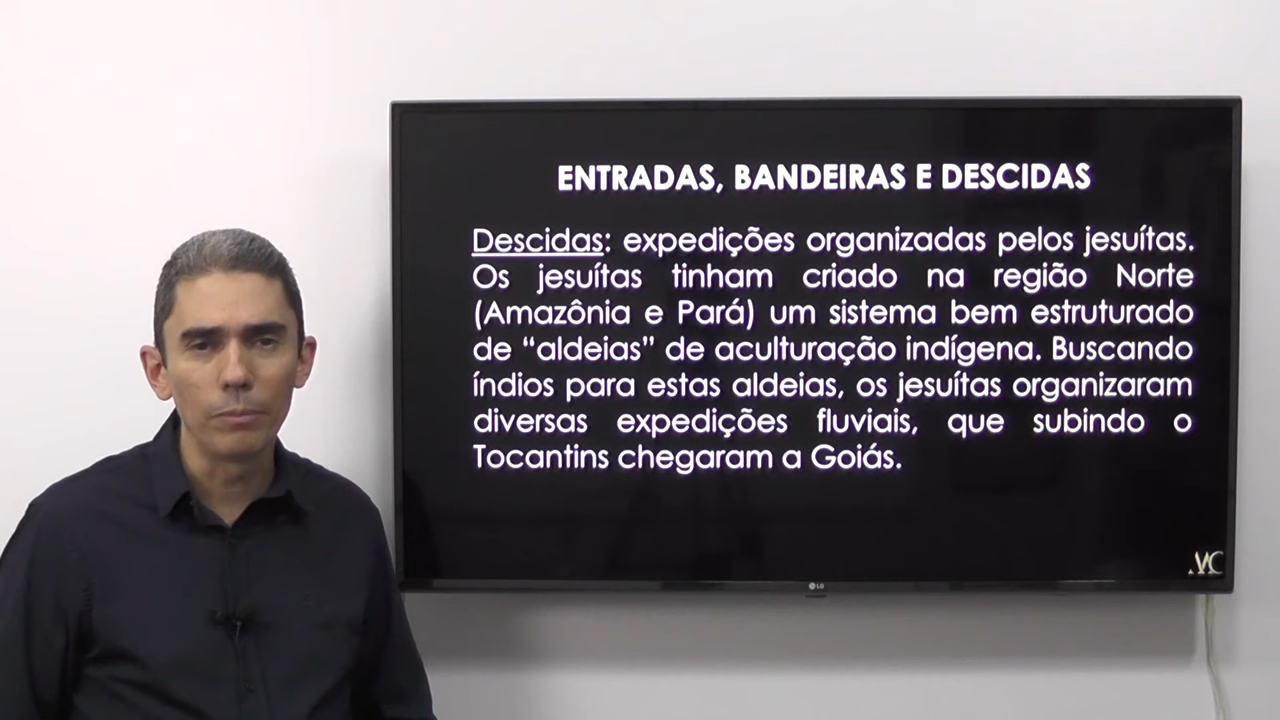 ENTRADAS, BANDEIRAS E DESCIDAS
Descidas: expedições organizadas pelos jesuítas.
Os jesuítas tinham criado na região Norte
(Amazônia e Pará) um sistema bem estruturado
de “aldeias” de aculturação indígena. Buscando
índios para estas aldeias, os jesuítas organizaram
diversas expedições fluviais, que subindo o
Tocantins chegaram a Goiás.
LG